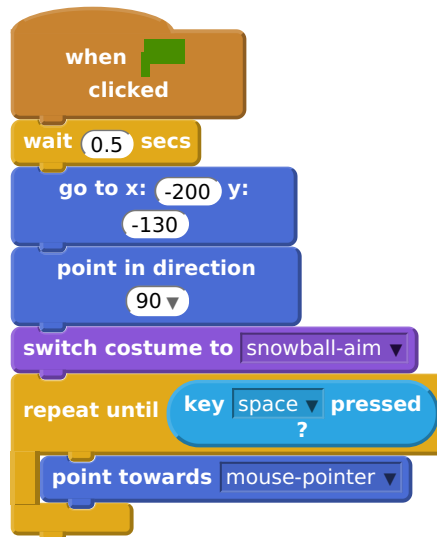 when
clicked
wait 0.5 secs
go to x: -200 y:
-130
point in direction
90
switch costume to snowball-aim
repeat until key space pressed
?
point towards mouse-pointer